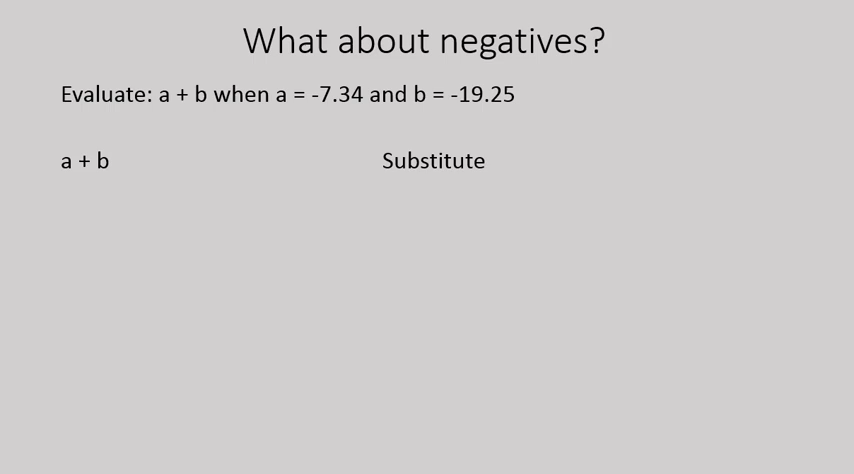 What about negatives?
Evaluate: a + b when a = -7.34 and b = -19.25
a + b Substitute